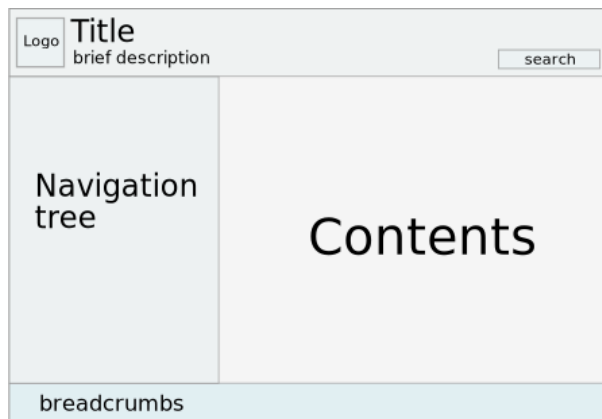 Logo
Title
brief description
search
Navigation
tree
Contents
breadcrumbs